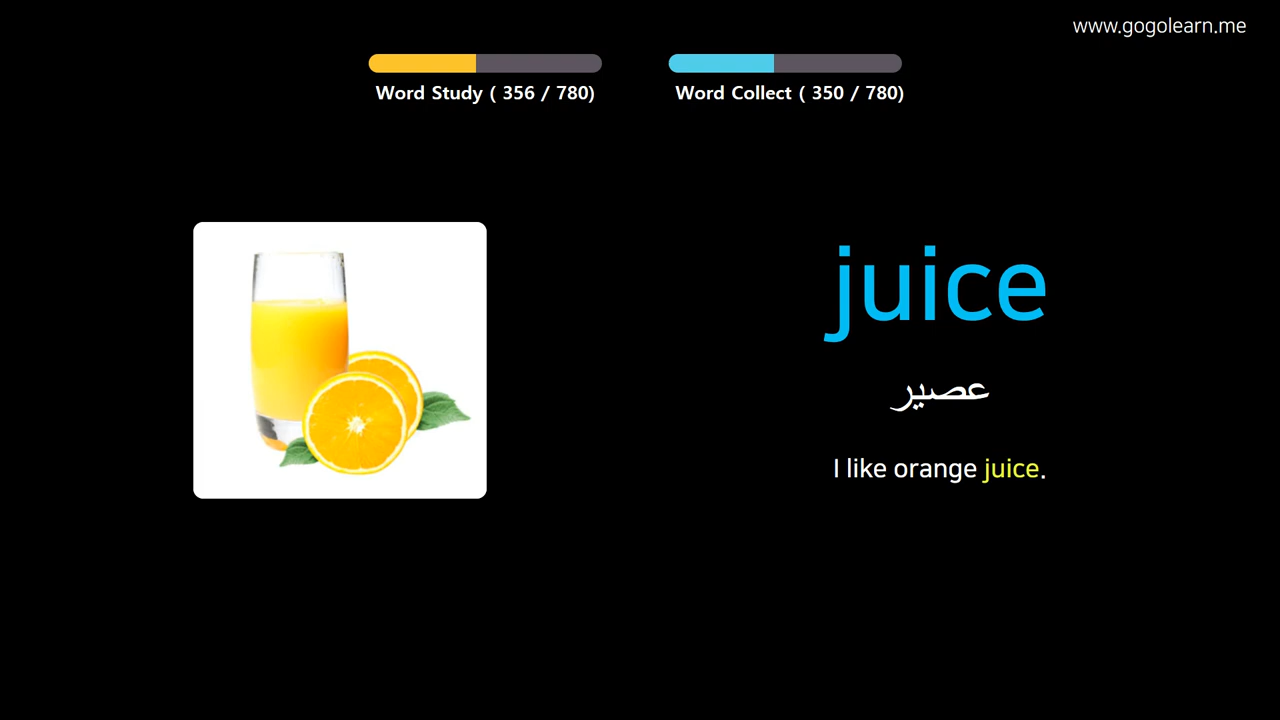 www.gogolearn.me
Word Study ( 356 / 780)
Word Collect ( 350 / 780)
juice
عصير
I like orange juice.